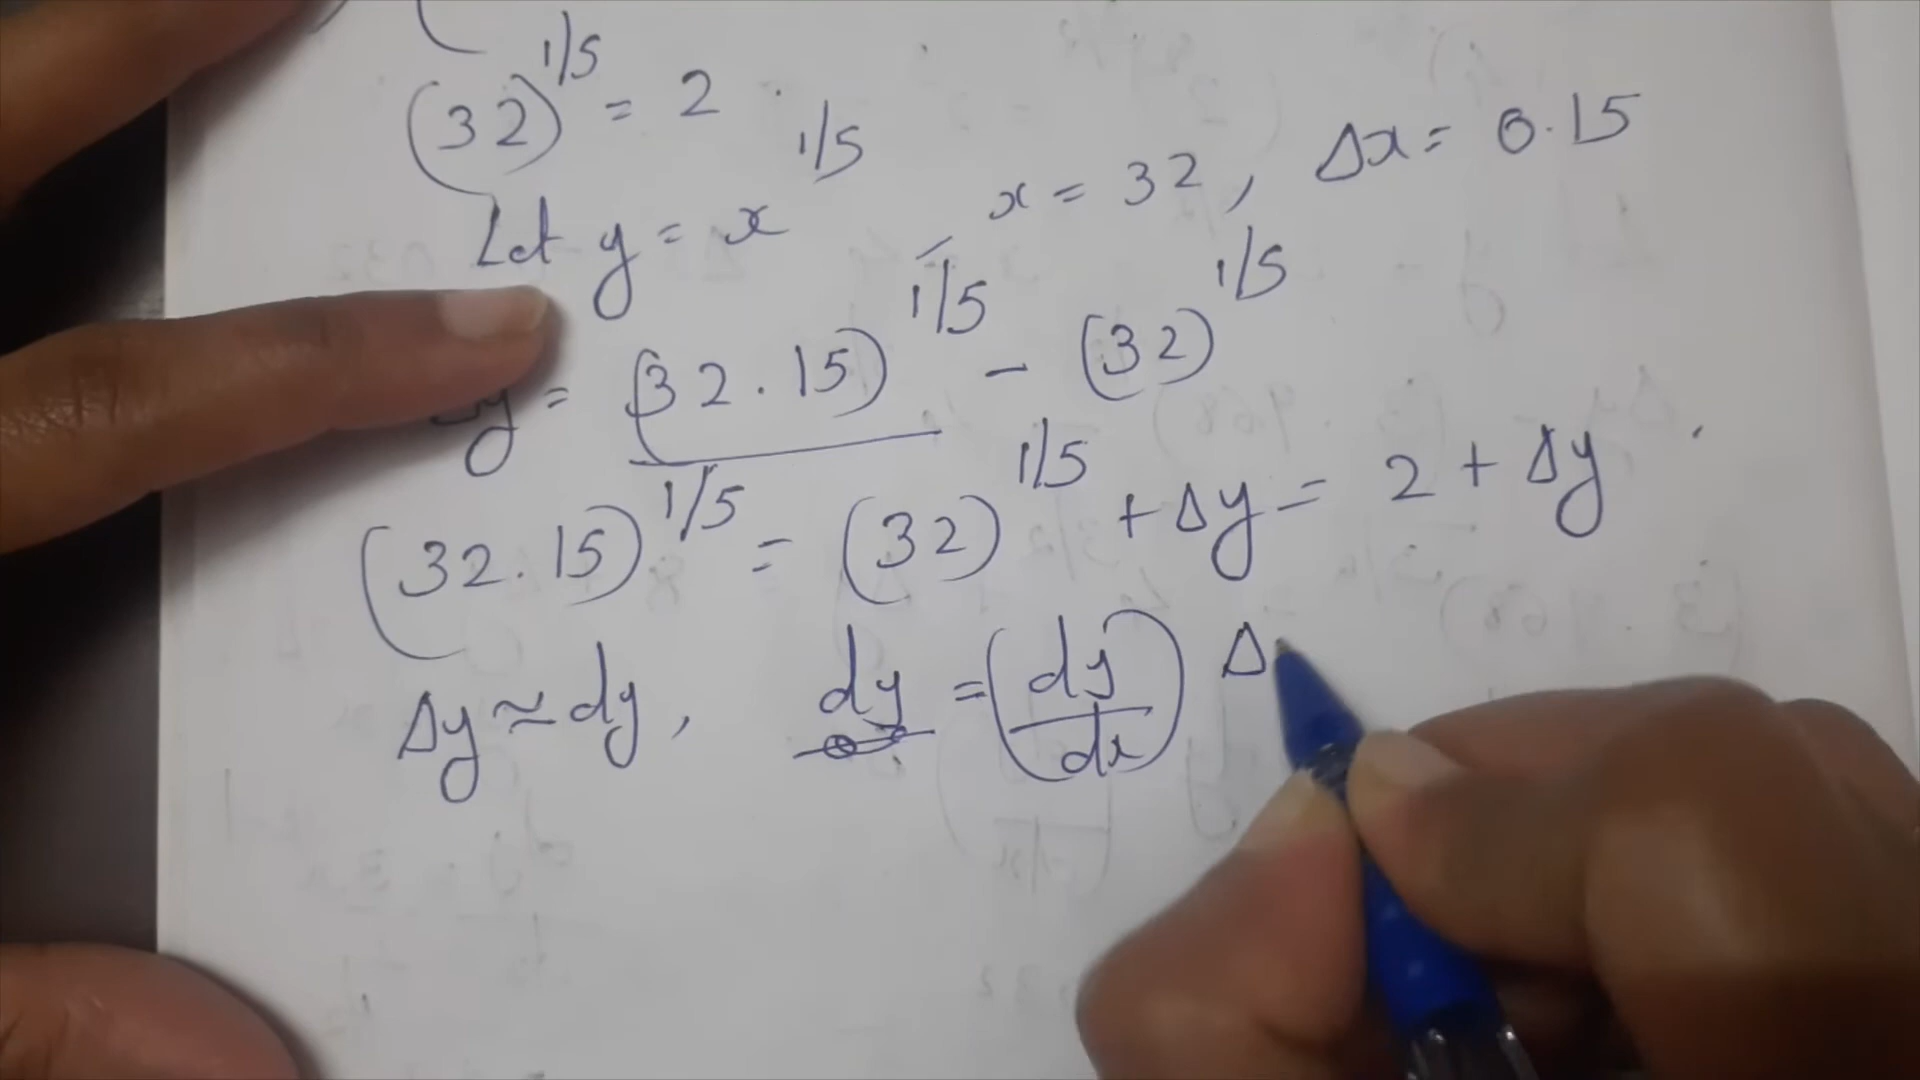 (32)^1/5 = 2
Let y = x^1/5 x = 32, Δx = 0.15
y = (32.15)^1/5 - (32)^1/5
(32.15)^1/5 = (32)^1/5 + Δy = 2 + Δy.
Δy ≃ dy, dy = (dy/dx) Δ